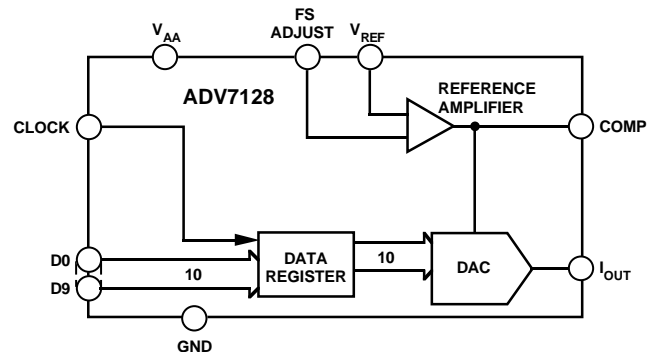 FS
ADJUST
VAA
VREF
ADV7128
REFERENCE
AMPLIFIER
CLOCK
COMP
D0
D9
10
DATA
REGISTER
10
DAC
IOUT
GND